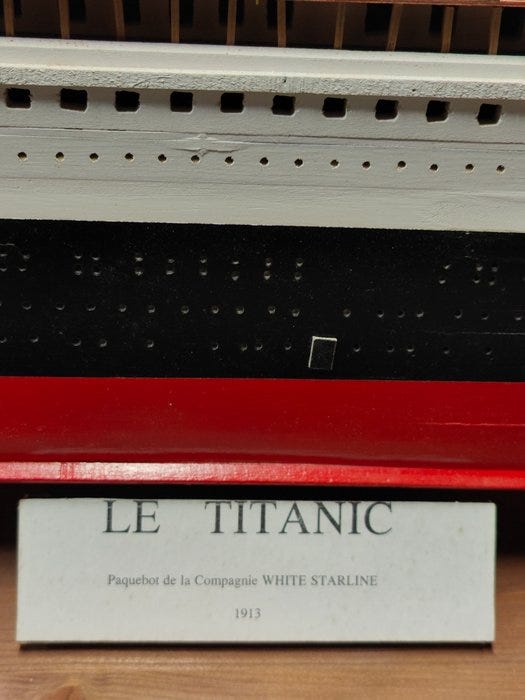 LE TITANIC
Paquebot de la Compagnie WHITE STARLINE
1913